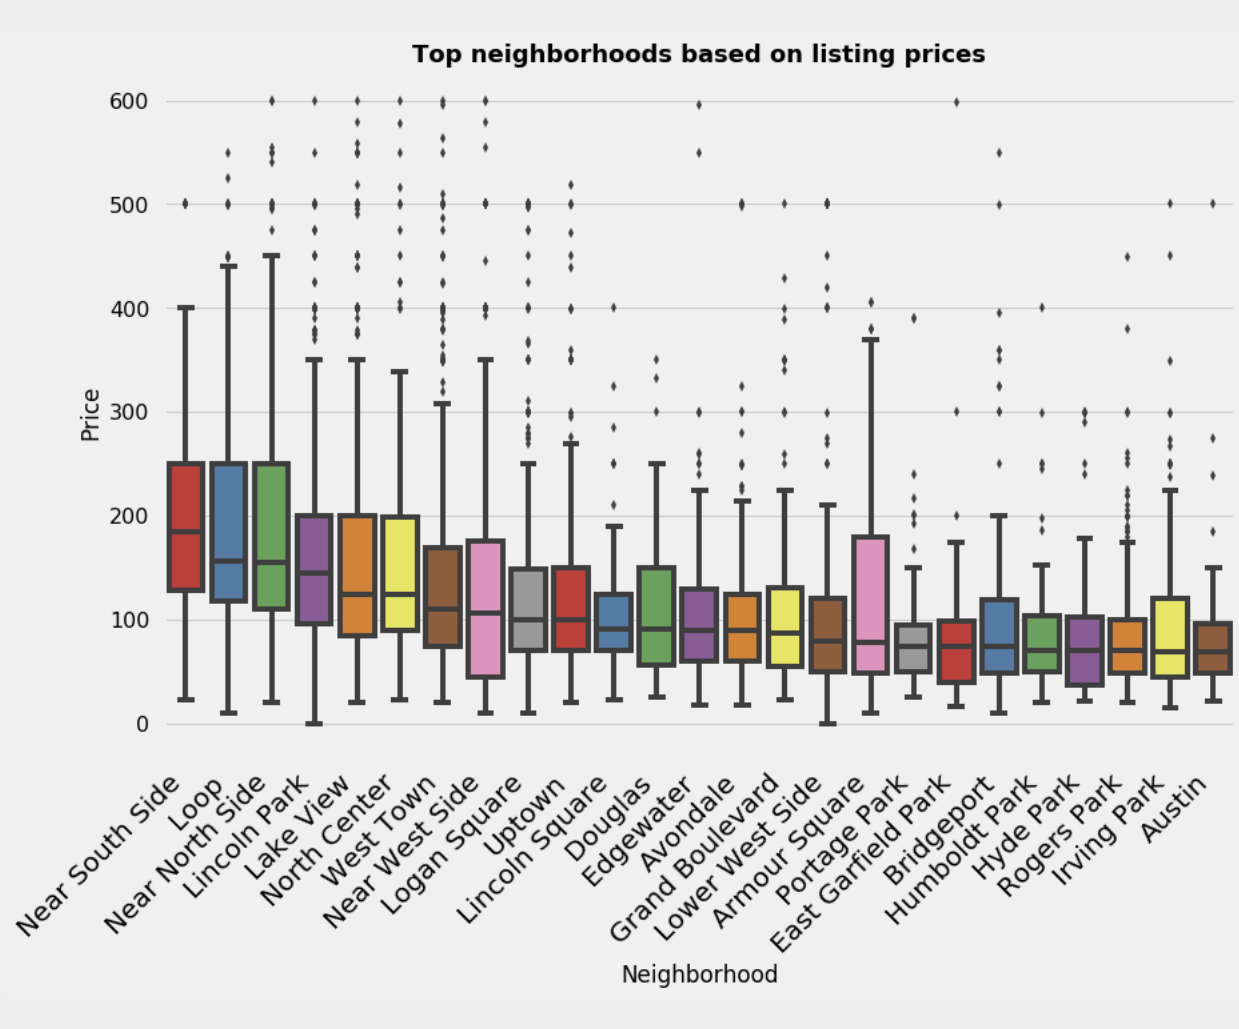 Top neighborhoods based on listing prices
600
500
400
300
200
100
0
Price
Near South Side
Loop
Near North Side
Lincoln Park
Lake View
North Center
West Town
Near West Side
Logan Square
Uptown
Lincoln Square
Douglas
Edgewater
Avondale
Grand Boulevard
Lower West Side
Armour Square
Portage Park
East Garfield Park
Bridgeport
Humboldt Park
Hyde Park
Rogers Park
Irving Park
Austin
Neighborhood